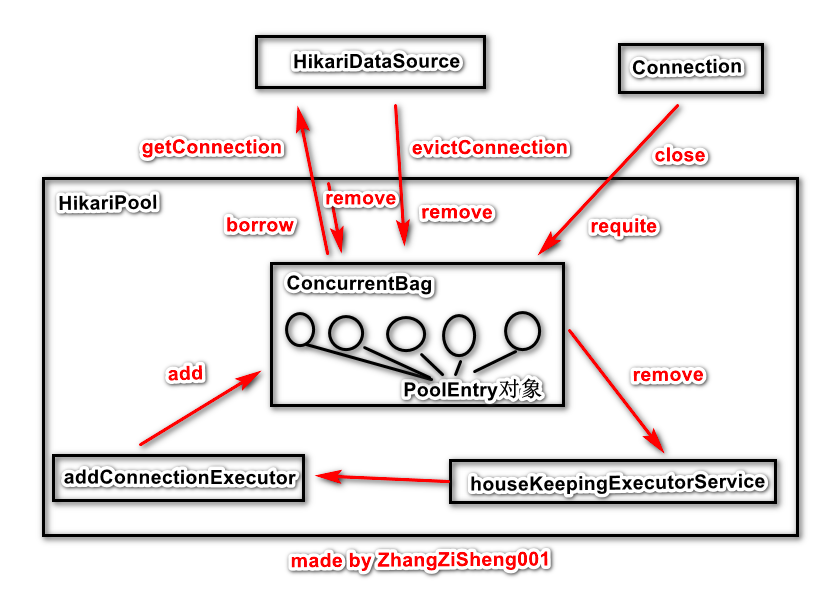 HikariDataSource
Connection
getConnection
evictConnection
close
HikariPool
remove
borrow
remove
requite
ConcurrentBag
add
remove
PoolEntry对象
addConnectionExecutor
houseKeepingExecutorService
made by ZhangZiSheng001